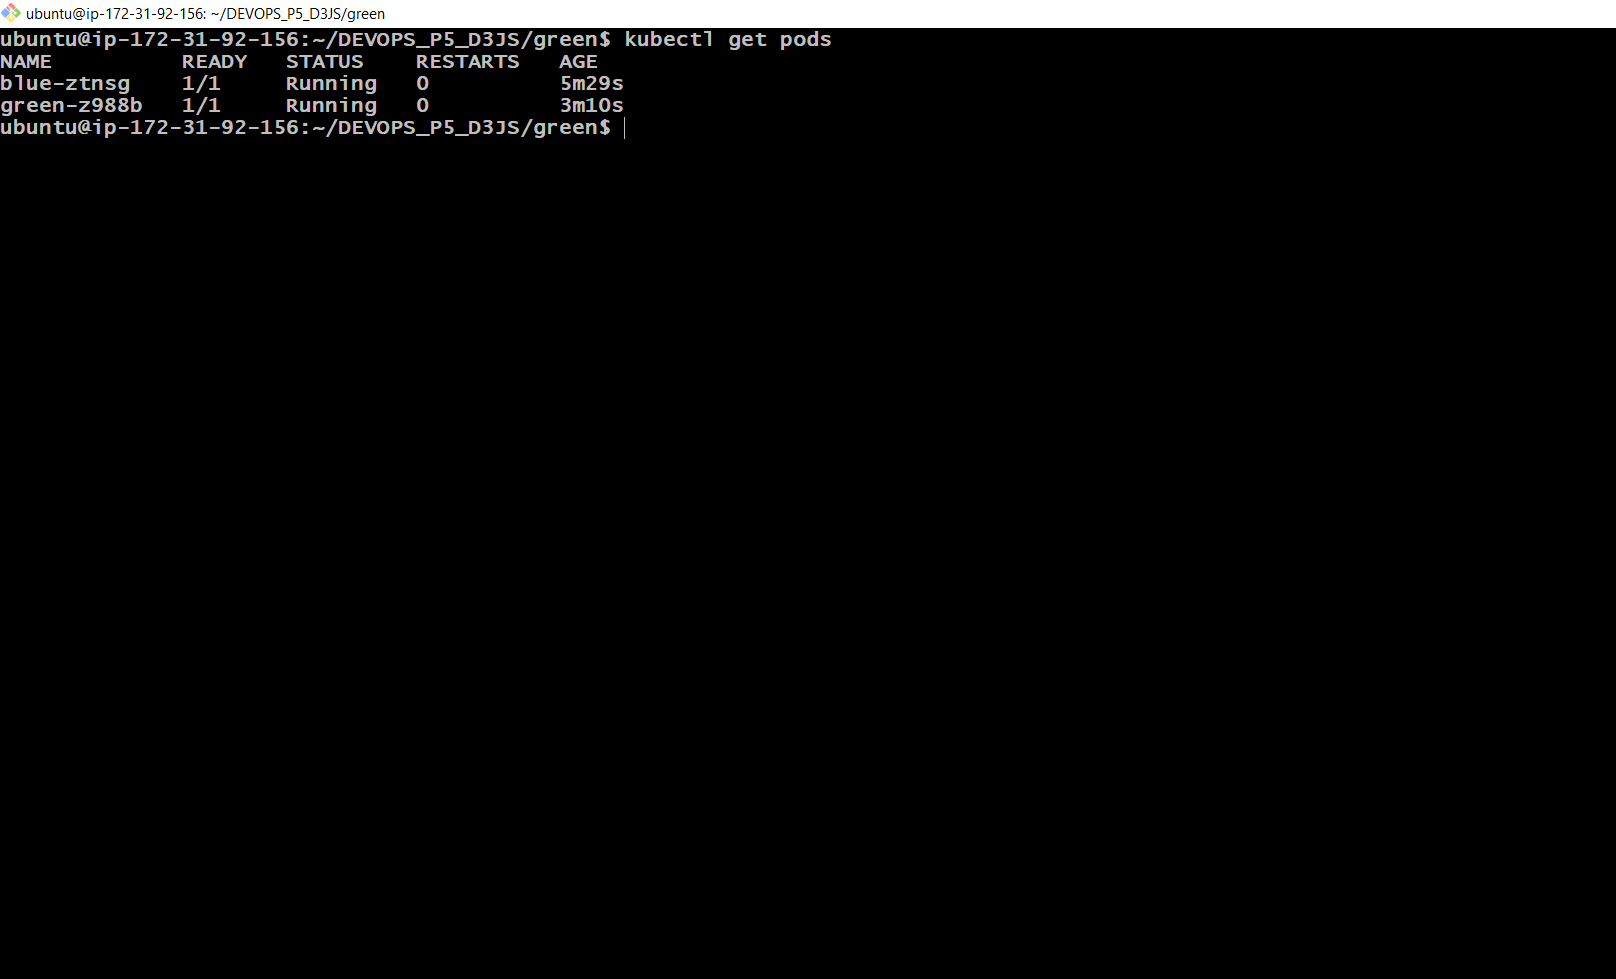 ubuntu@ip-172-31-92-156: ~/DEVOPS_P5_D3JS/green
ubuntu@ip-172-31-92-156:~/DEVOPS_P5_D3JS/green$ kubectl get pods
NAME          READY   STATUS    RESTARTS   AGE
blue-ztnsg    1/1     Running   0          5m29s
green-z988b   1/1     Running   0          3m10s
ubuntu@ip-172-31-92-156:~/DEVOPS_P5_D3JS/green$